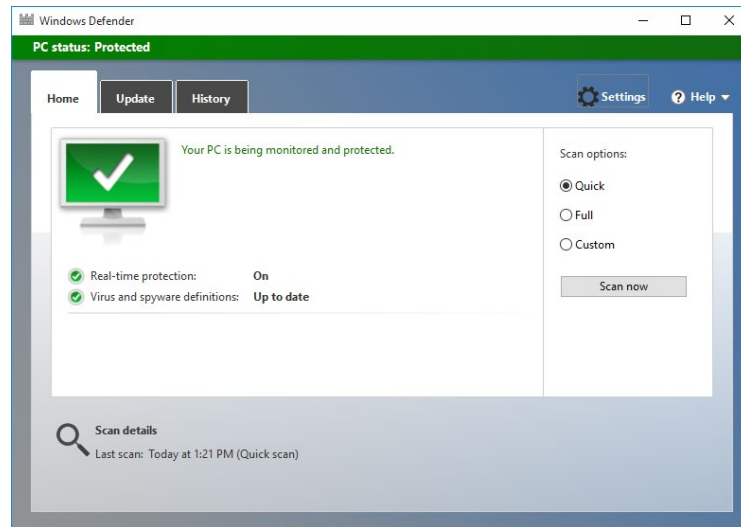 Windows Defender
PC status: Protected
Home
Update
History
Settings
Help
Your PC is being monitored and protected.
Real-time protection: On
Virus and spyware definitions: Up to date
Scan options:
Quick
Full
Custom
Scan now
Scan details
Last scan: Today at 1:21 PM (Quick scan)